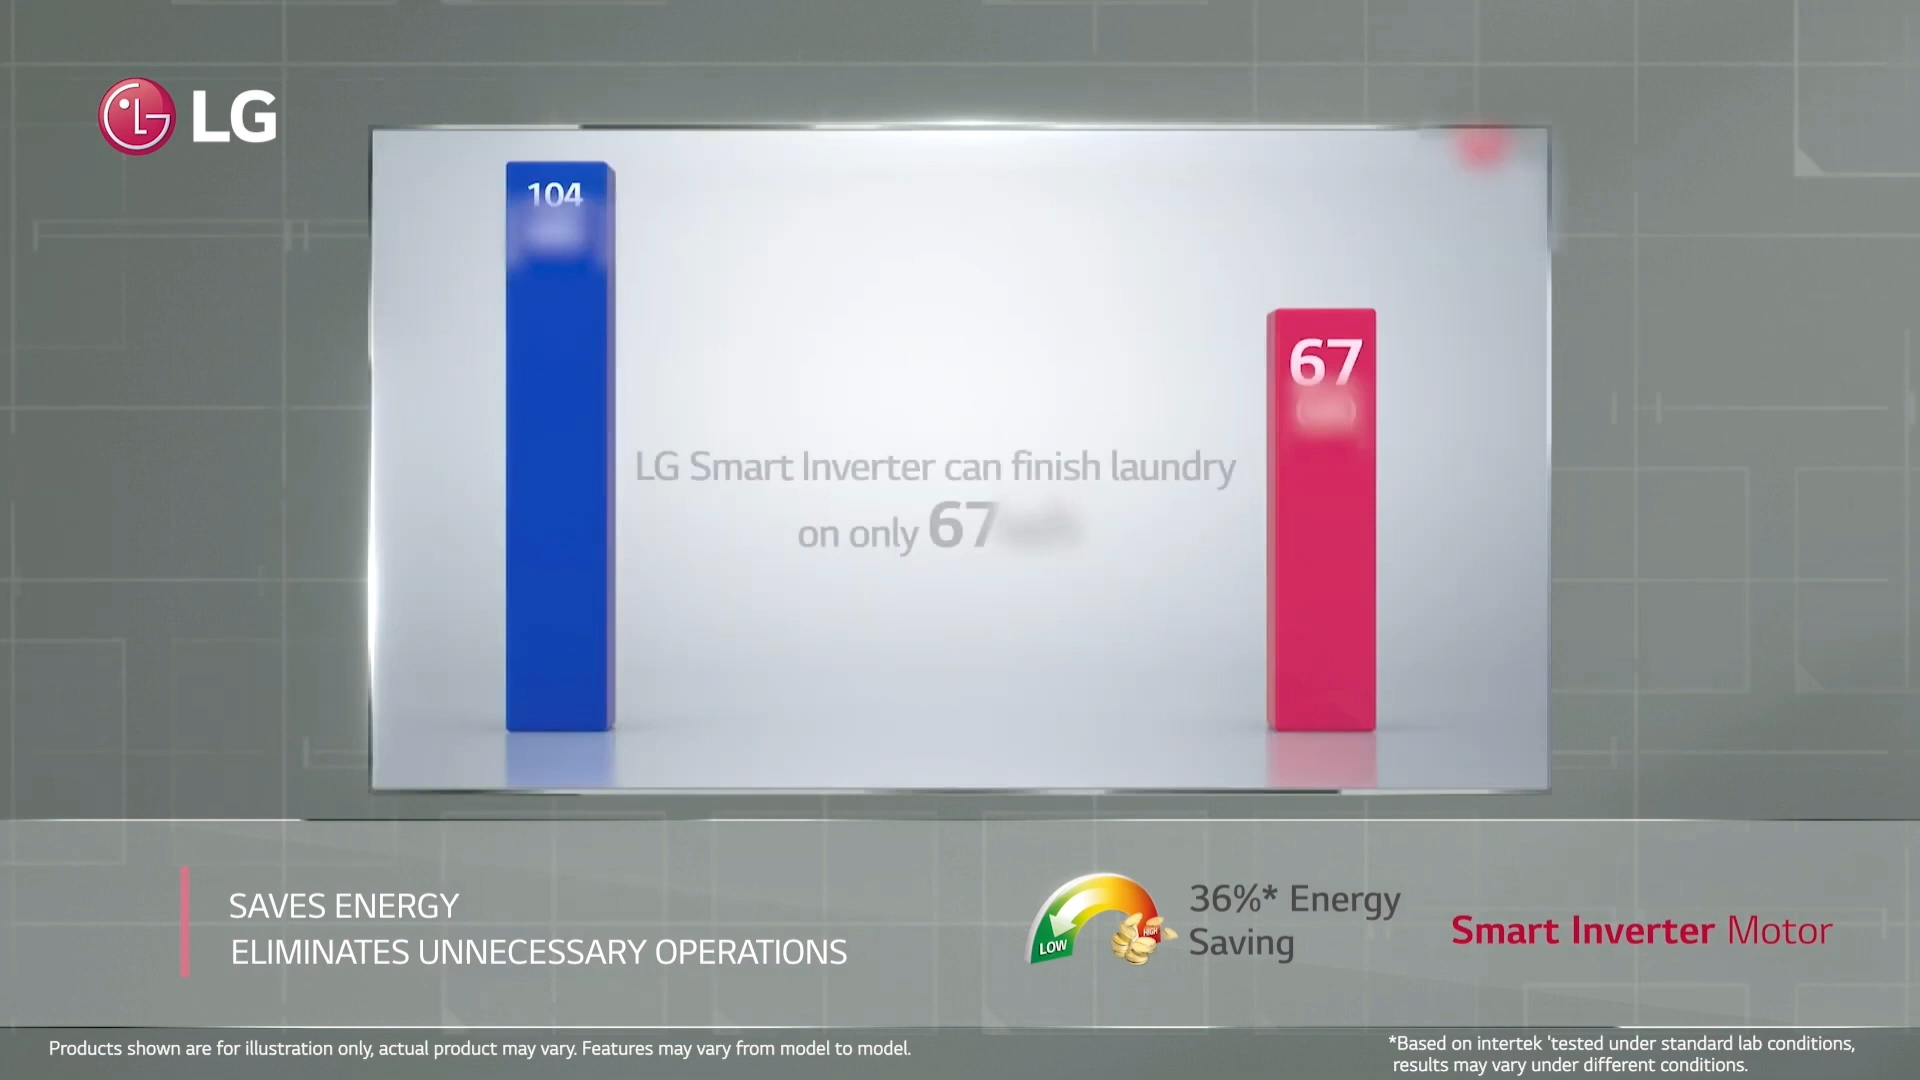 LG
104
67
LG Smart Inverter can finish laundry
on only 67
SAVES ENERGY
ELIMINATES UNNECESSARY OPERATIONS
LOW
HIGH
36%* Energy
Saving
Smart Inverter Motor
Products shown are for illustration only, actual product may vary. Features may vary from model to model.
*Based on intertek 'tested under standard lab conditions,
results may vary under different conditions.